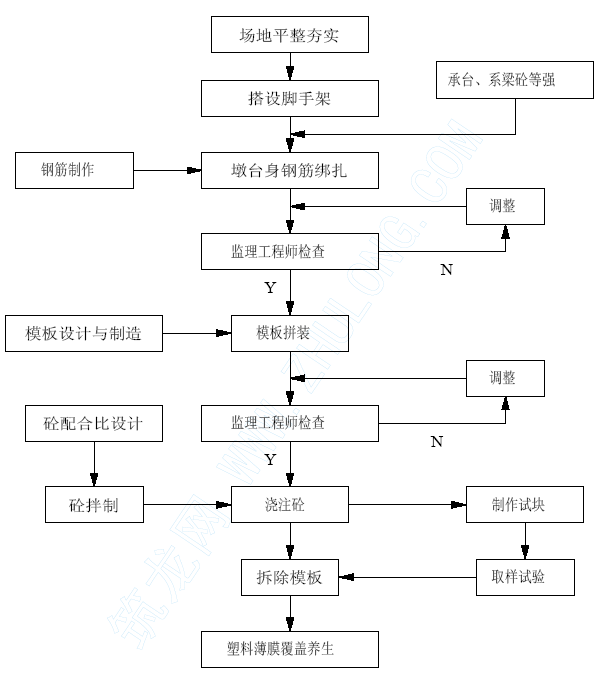 场地平整夯实
承台、系梁砼等强
搭设脚手架
钢筋制作
墩台身钢筋绑扎
调整
监理工程师检查
N
Y
模板设计与制造
模板拼装
调整
砼配合比设计
监理工程师检查
N
Y
砼拌制
浇注砼
制作试块
拆除模板
取样试验
塑料薄膜覆盖养生
筑龙网 WWW.ZHULONG.COM